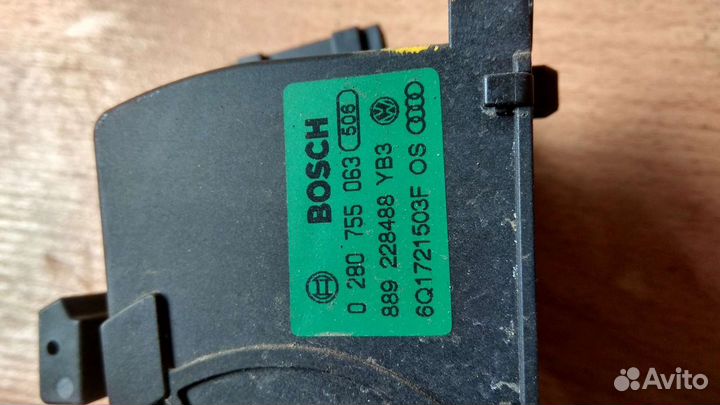 BOSCH
0 280 755 063 506
889 228488 YB3
6Q1721503F OS
Avito